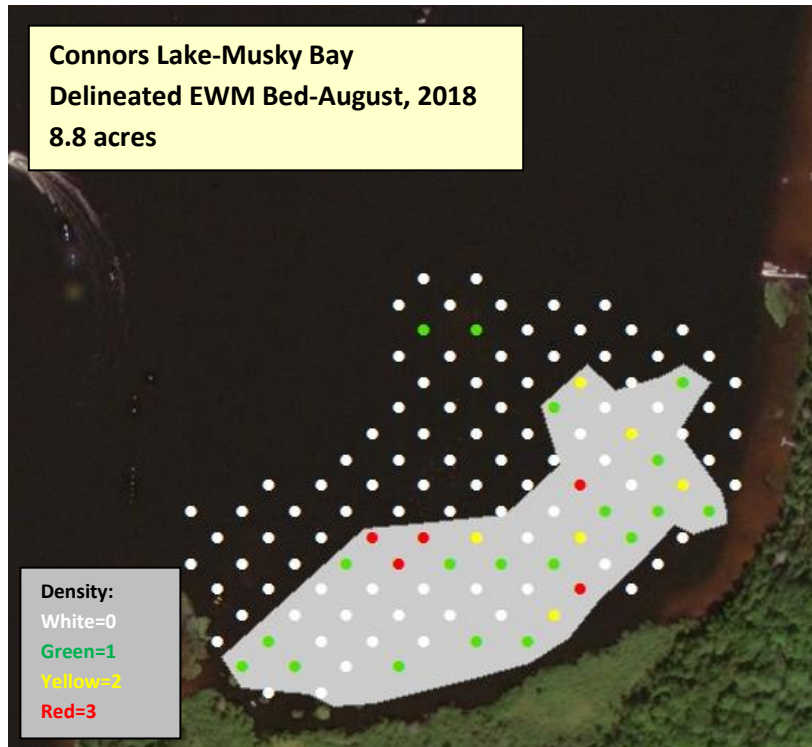 Connors Lake-Musky Bay
Delineated EWM Bed-August, 2018
8.8 acres
Density:
White=0
Green=1
Yellow=2
Red=3